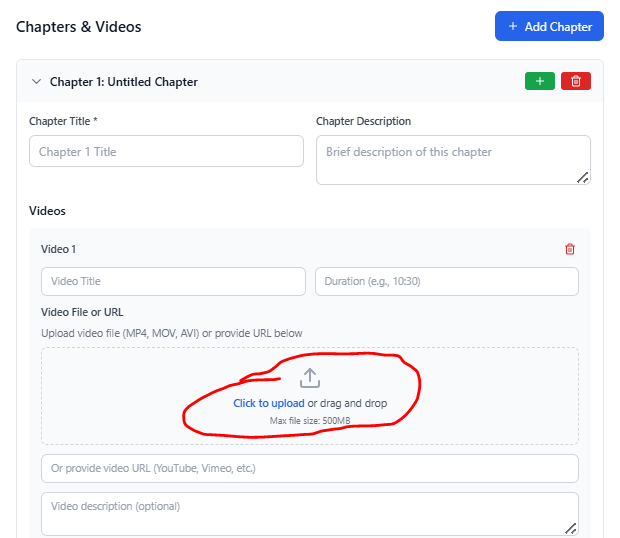 Chapters & Videos
+ Add Chapter
Chapter 1: Untitled Chapter
Chapter Title *
Chapter Description
Chapter 1 Title
Brief description of this chapter
Videos
Video 1
Video Title
Duration (e.g., 10:30)
Video File or URL
Upload video file (MP4, MOV, AVI) or provide URL below
Click to upload or drag and drop
Max file size: 500MB
Or provide video URL (YouTube, Vimeo, etc.)
Video description (optional)